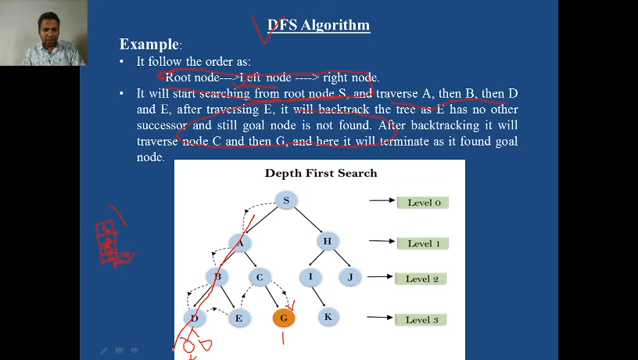 DFS Algorithm
Example:
• It follow the order as:
Root node---> Left node ----> right node.
• It will start searching from root node S, and traverse A, then B, then D
and E, after traversing E, it will backtrack the tree as E has no other
successor and still goal node is not found. After backtracking it will
traverse node C and then G, and here it will terminate as it found goal
node.
Depth First Search
S
Level 0
A
H
Level 1
B
C
I
J
Level 2
D
E
G
K
Level 3